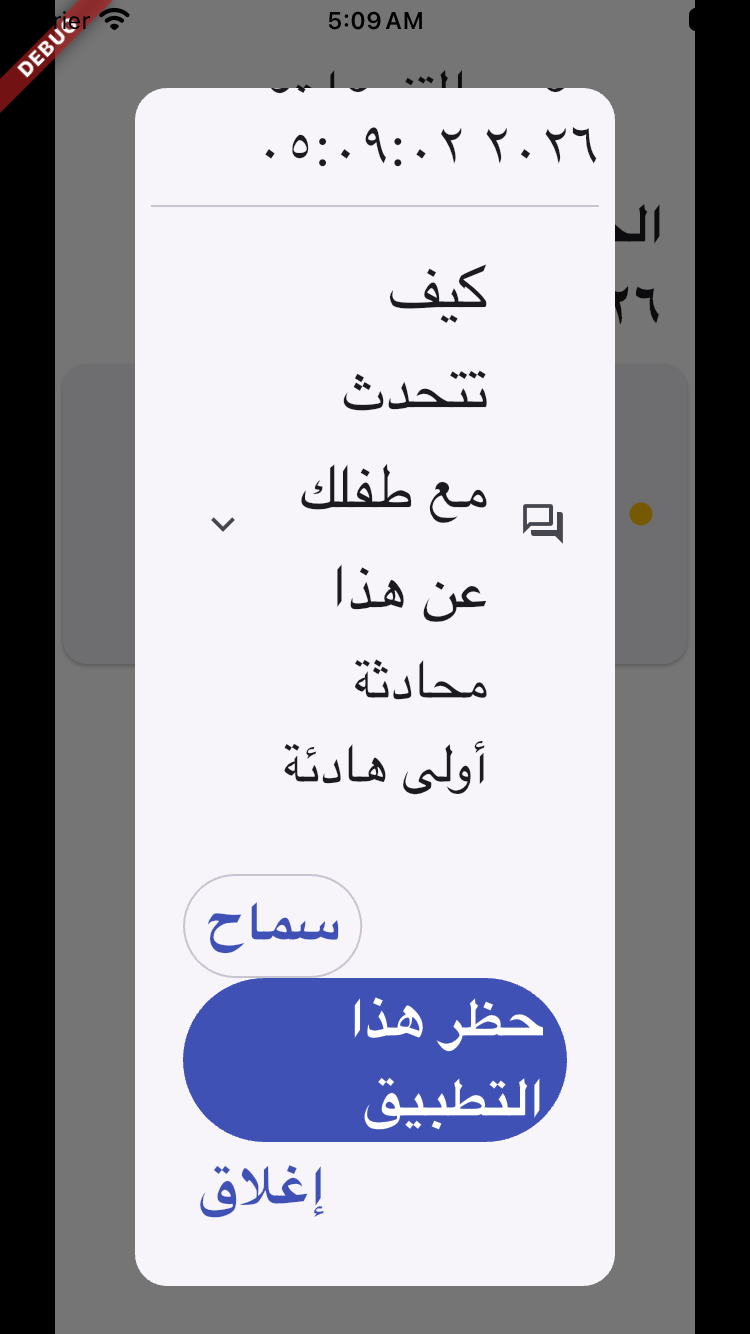 5:09 AM
DEBUG
٠٥:٠٩:٠٢ ٢٠٢٦
كيف
تتحدث
مع طفلك
عن هذا
محادثة
أولى هادئة
سماح
حظر هذا
التطبيق
إغلاق